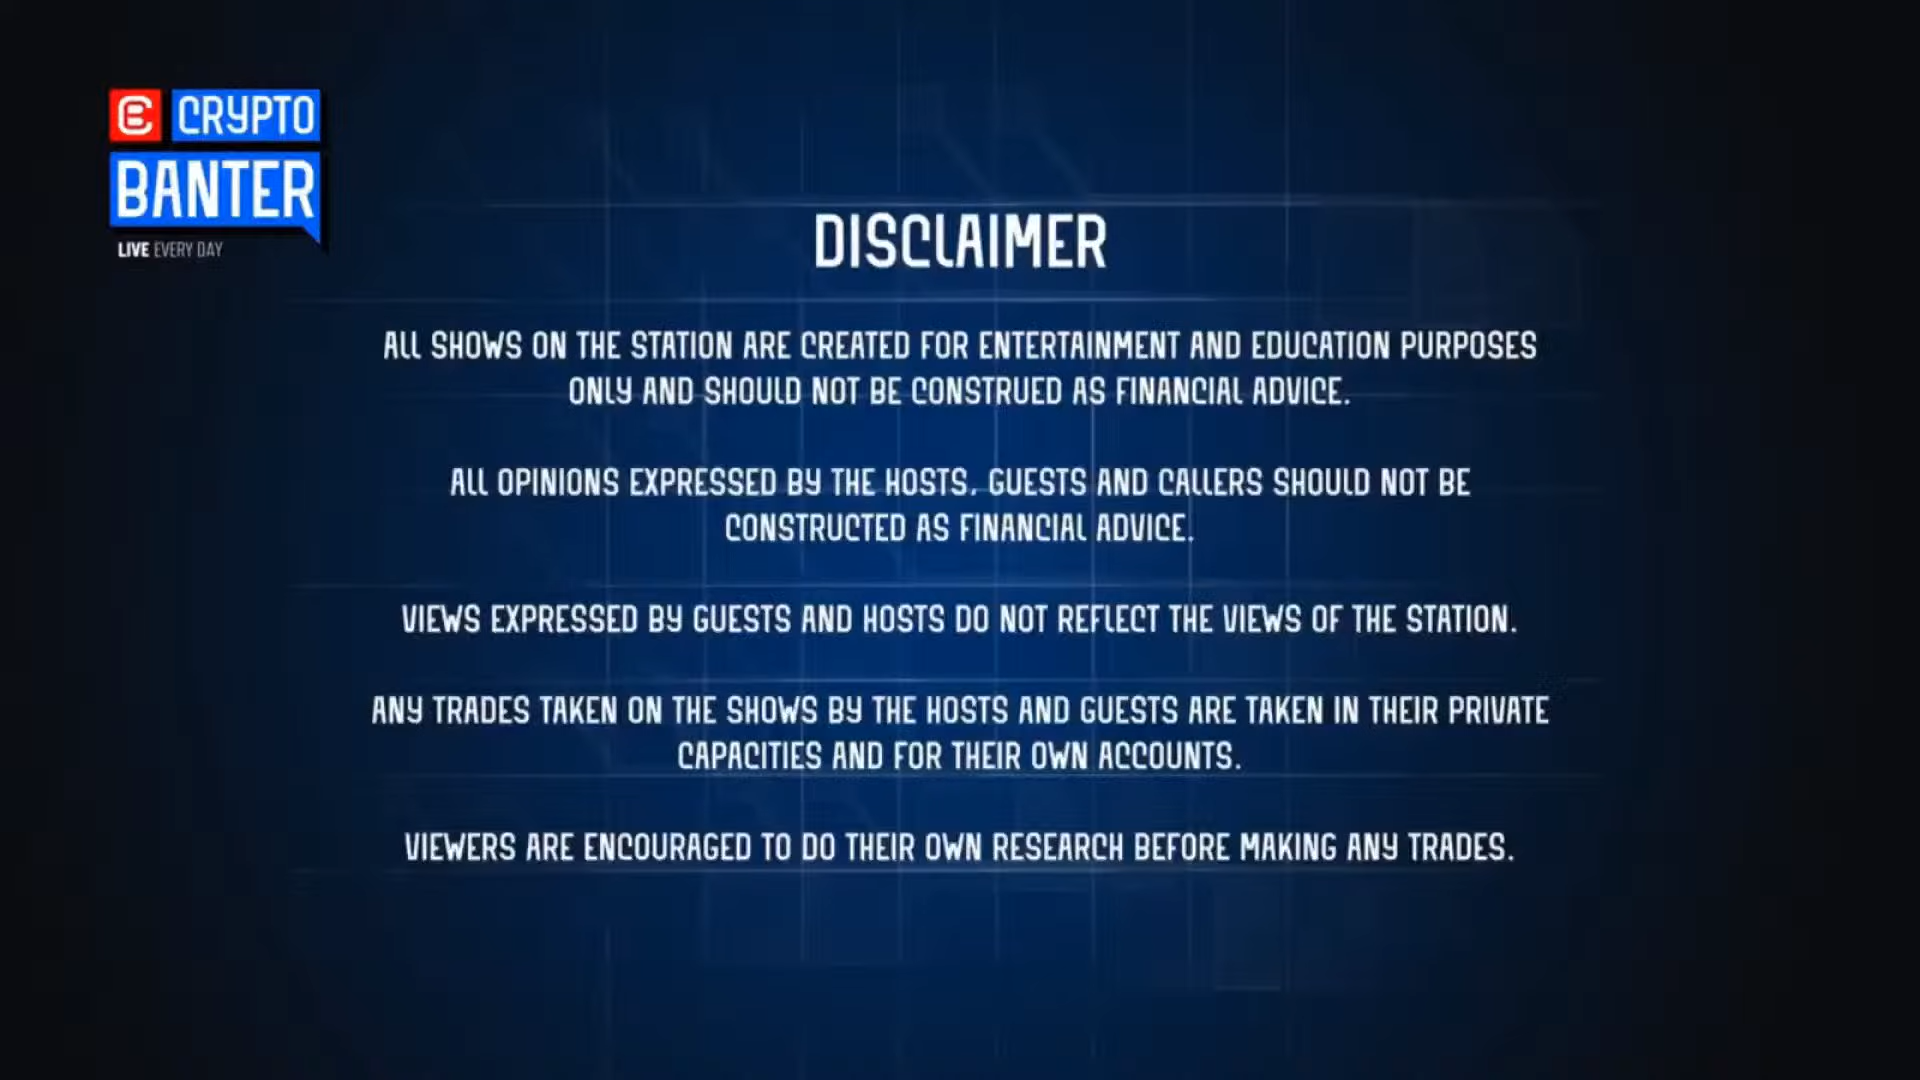 CRYPTO
BANTER
LIVE EVERY DAY
DISCLAIMER
ALL SHOWS ON THE STATION ARE CREATED FOR ENTERTAINMENT AND EDUCATION PURPOSES
ONLY AND SHOULD NOT BE CONSTRUED AS FINANCIAL ADVICE.
ALL OPINIONS EXPRESSED BY THE HOSTS, GUESTS AND CALLERS SHOULD NOT BE
CONSTRUCTED AS FINANCIAL ADVICE.
VIEWS EXPRESSED BY GUESTS AND HOSTS DO NOT REFLECT THE VIEWS OF THE STATION.
ANY TRADES TAKEN ON THE SHOWS BY THE HOSTS AND GUESTS ARE TAKEN IN THEIR PRIVATE
CAPACITIES AND FOR THEIR OWN ACCOUNTS.
VIEWERS ARE ENCOURAGED TO DO THEIR OWN RESEARCH BEFORE MAKING ANY TRADES.